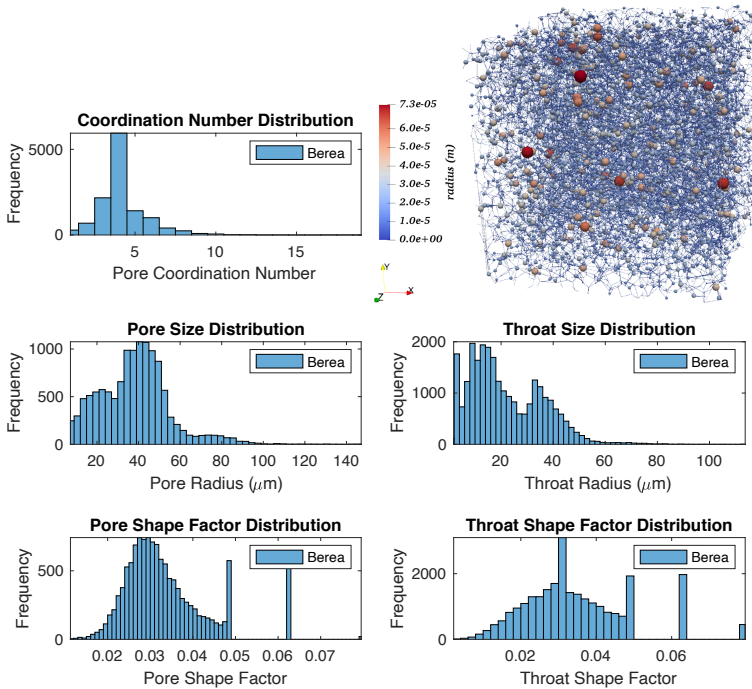 Coordination Number Distribution
5000
Frequency
Berea
5
10
15
Pore Coordination Number
7.3e-05
6.0e-5
5.0e-5
4.0e-5
3.0e-5
2.0e-5
1.0e-5
0.0e+00
radius (m)
Y
Z
X
Pore Size Distribution
1000
500
0
Frequency
Berea
20
40
60
80
100
120
140
Pore Radius (μm)
Throat Size Distribution
2000
1000
0
Frequency
Berea
20
40
60
80
100
Throat Radius (μm)
Pore Shape Factor Distribution
500
0
Frequency
Berea
0.02
0.03
0.04
0.05
0.06
0.07
Pore Shape Factor
Throat Shape Factor Distribution
2000
0
Frequency
Berea
0.02
0.04
0.06
Throat Shape Factor